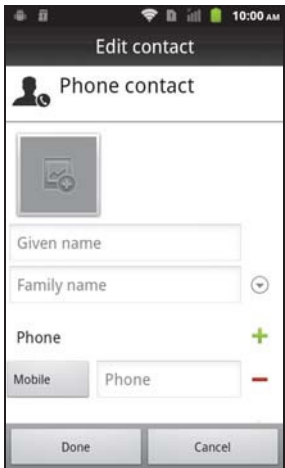 10:00 AM
Edit contact
Phone contact
Given name
Family name
Phone
Mobile Phone
Done Cancel